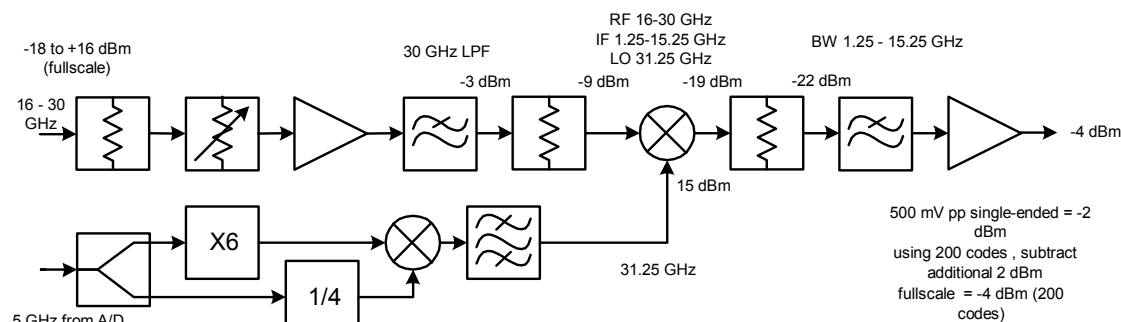 -18 to +16 dBm
(fullscale)
16 - 30
GHz
30 GHz LPF
-3 dBm
-9 dBm
RF 16-30 GHz
IF 1.25-15.25 GHz
LO 31.25 GHz
-19 dBm
-22 dBm
BW 1.25 - 15.25 GHz
-4 dBm
15 dBm
X6
1/4
31.25 GHz
5 GHz from A/D
500 mV pp single-ended = -2
dBm
using 200 codes , subtract
additional 2 dBm
fullscale = -4 dBm (200
codes)